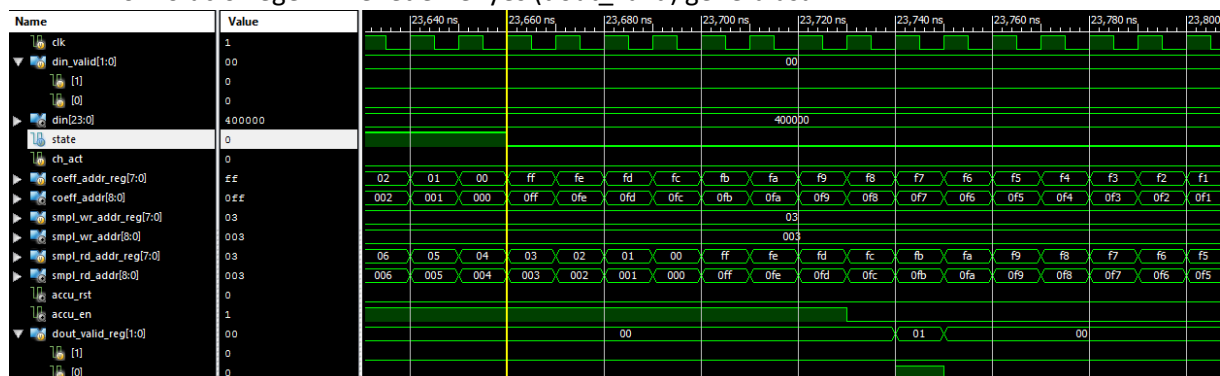 Name Value 23,640 ns 23,660 ns 23,680 ns 23,700 ns 23,720 ns 23,740 ns 23,760 ns 23,780 ns 23,800
clk 1
din_valid[1:0] 00 00
[1] 0
[0] 0
din[23:0] 400000 400000
state 0
ch_act 0
coeff_addr_reg[7:0] ff 02 01 00 ff fe fd fc fb fa f9 f8 f7 f6 f5 f4 f3 f2 f1
coeff_addr[8:0] 0ff 002 001 000 0ff 0fe 0fd 0fc 0fb 0fa 0f9 0f8 0f7 0f6 0f5 0f4 0f3 0f2 0f1
smpl_wr_addr_reg[7:0] 03 03
smpl_wr_addr[8:0] 003 003
smpl_rd_addr_reg[7:0] 03 06 05 04 03 02 01 00 ff fe fd fc fb fa f9 f8 f7 f6 f5
smpl_rd_addr[8:0] 003 006 005 004 003 002 001 000 0ff 0fe 0fd 0fc 0fb 0fa 0f9 0f8 0f7 0f6 0f5
accu_rst 0
accu_en 1
dout_valid_reg[1:0] 00 00 01 00
[1] 0
[0] 0